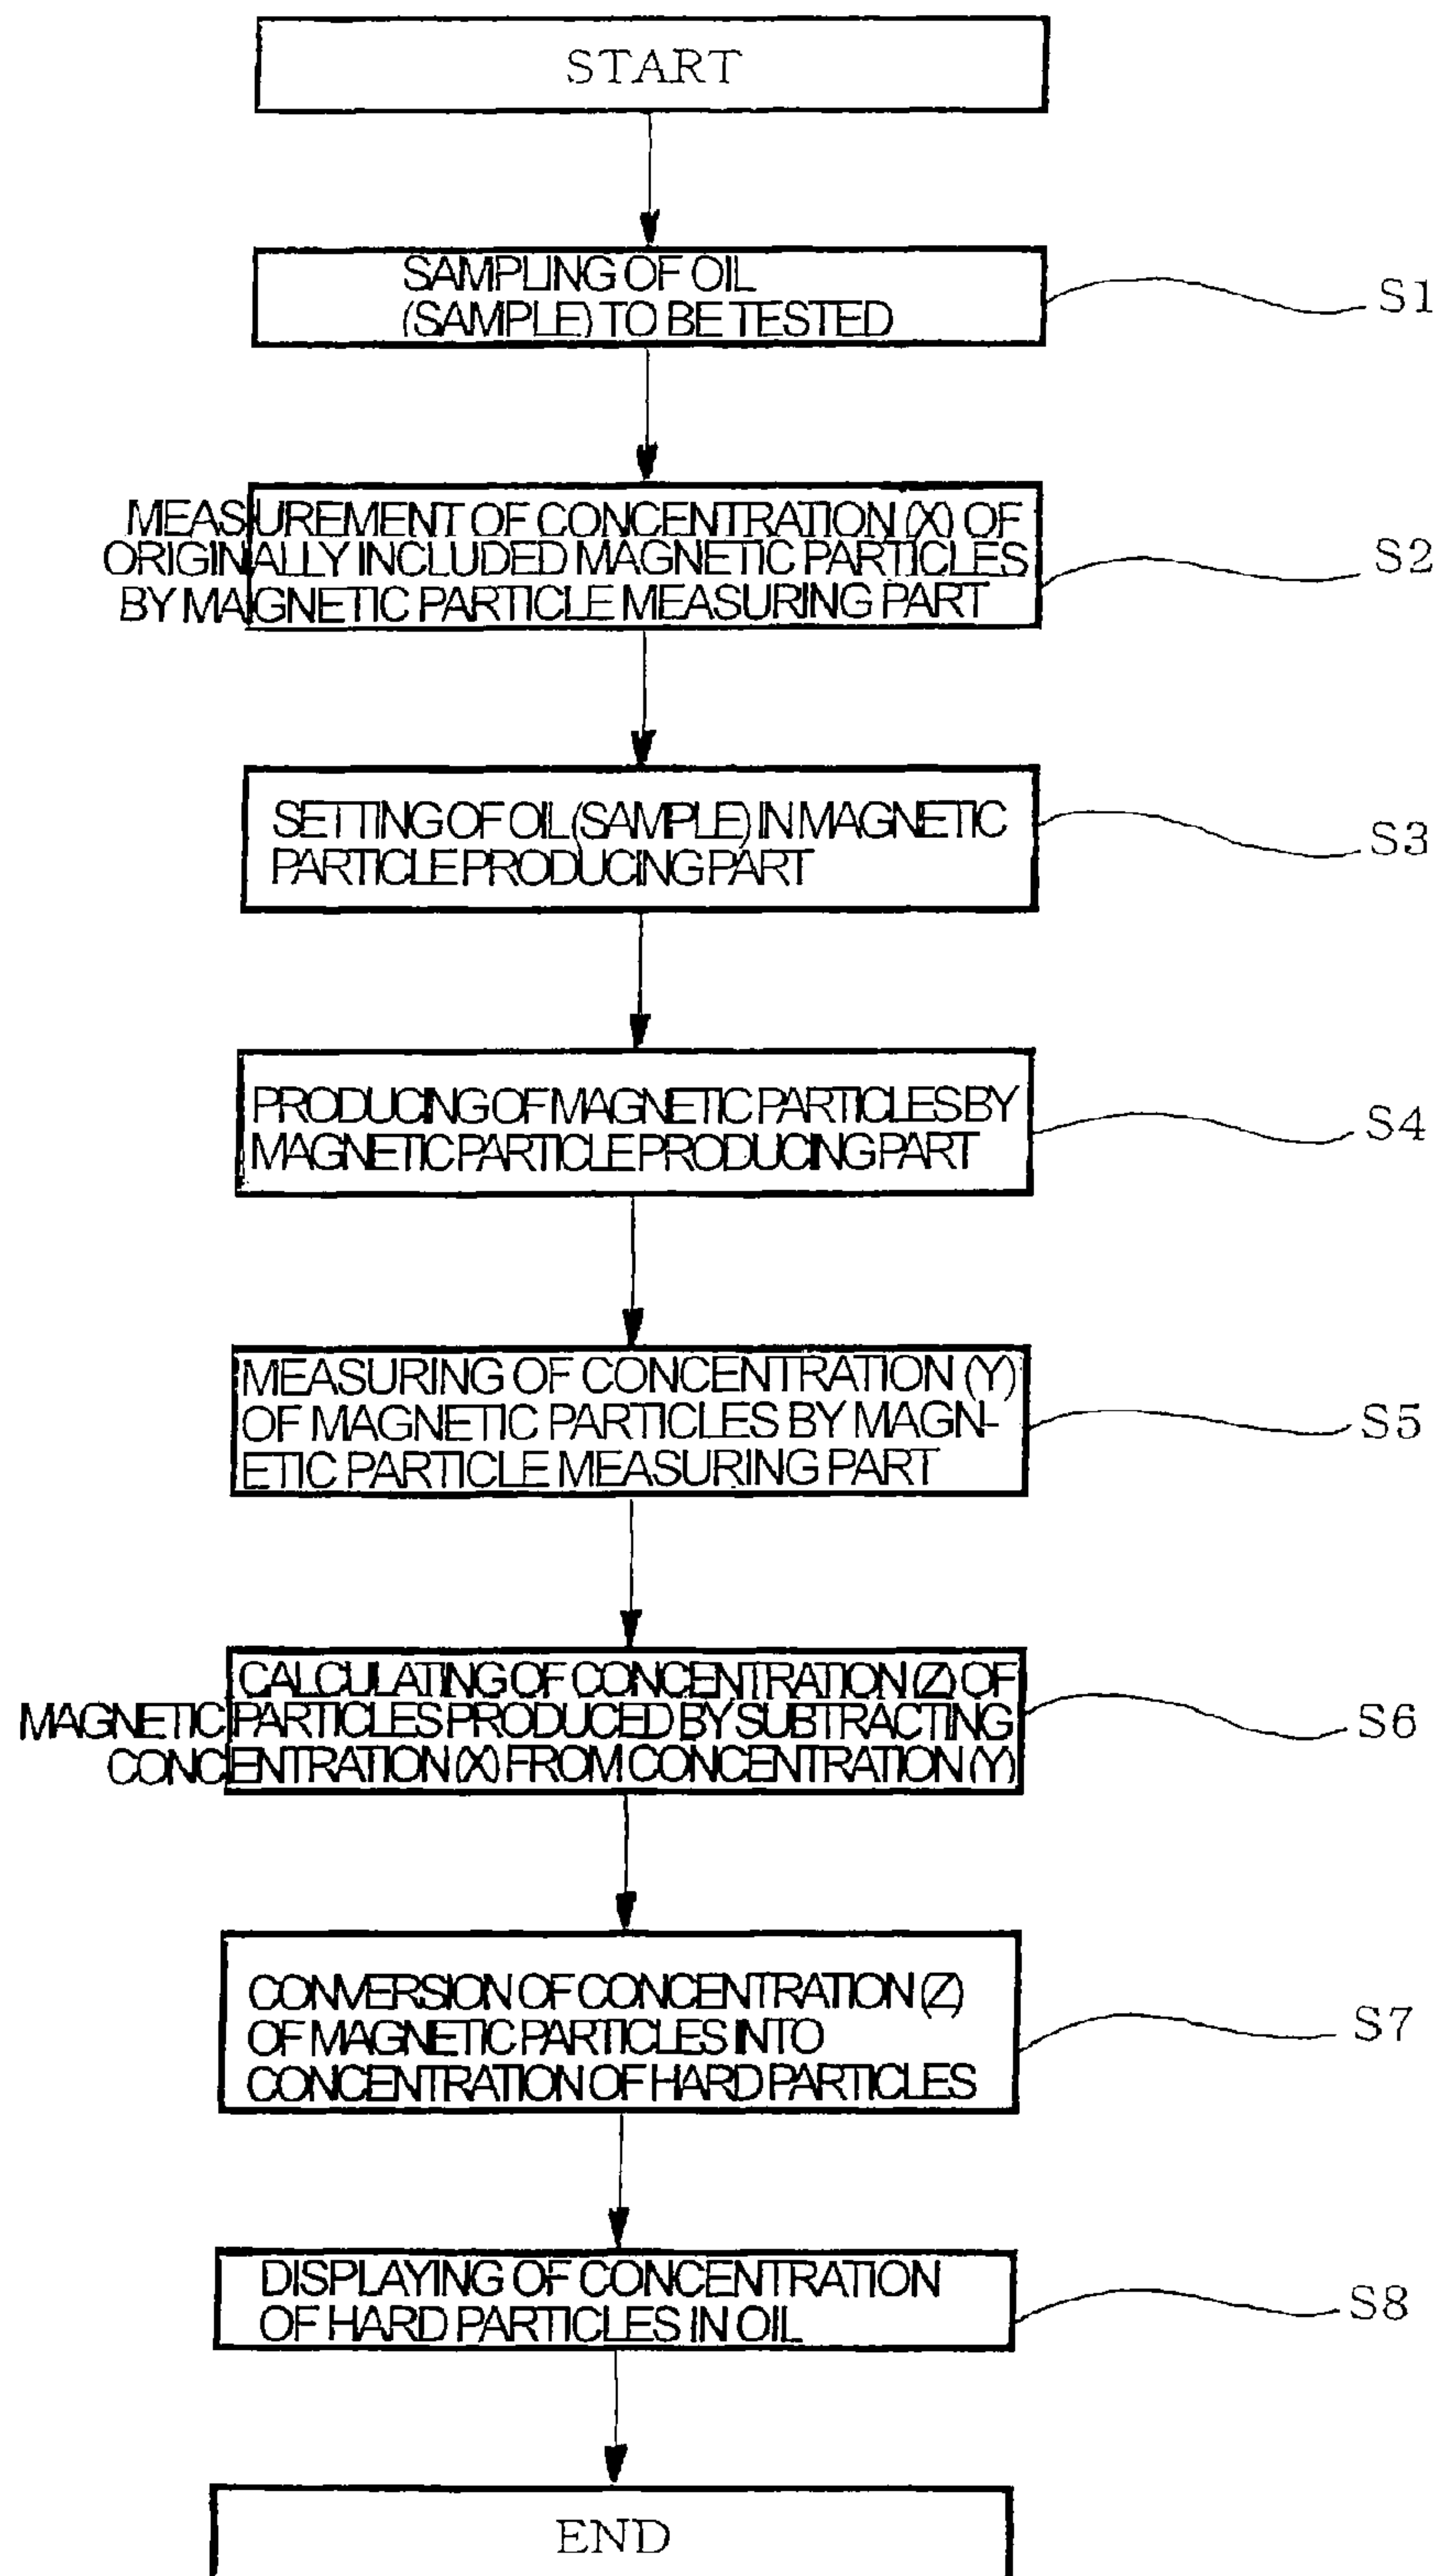 START
SAMPLING OF OIL
(SAMPLE) TO BE TESTED
S1
MEASUREMENT OF CONCENTRATION (X) OF
ORIGINALLY INCLUDED MAGNETIC PARTICLES
BY MAGNETIC PARTICLE MEASURING PART
S2
SETTING OF OIL (SAMPLE) IN MAGNETIC
PARTICLE PRODUCING PART
S3
PRODUCING OF MAGNETIC PARTICLES BY
MAGNETIC PARTICLE PRODUCING PART
S4
MEASURING OF CONCENTRATION (Y)
OF MAGNETIC PARTICLES BY MAGN-
ETIC PARTICLE MEASURING PART
S5
CALCULATING OF CONCENTRATION (Z) OF
MAGNETIC PARTICLES PRODUCED BY SUBTRACTING
CONCENTRATION (X) FROM CONCENTRATION (Y)
S6
CONVERSION OF CONCENTRATION (Z)
OF MAGNETIC PARTICLES INTO
CONCENTRATION OF HARD PARTICLES
S7
DISPLAYING OF CONCENTRATION
OF HARD PARTICLES IN OIL
S8
END